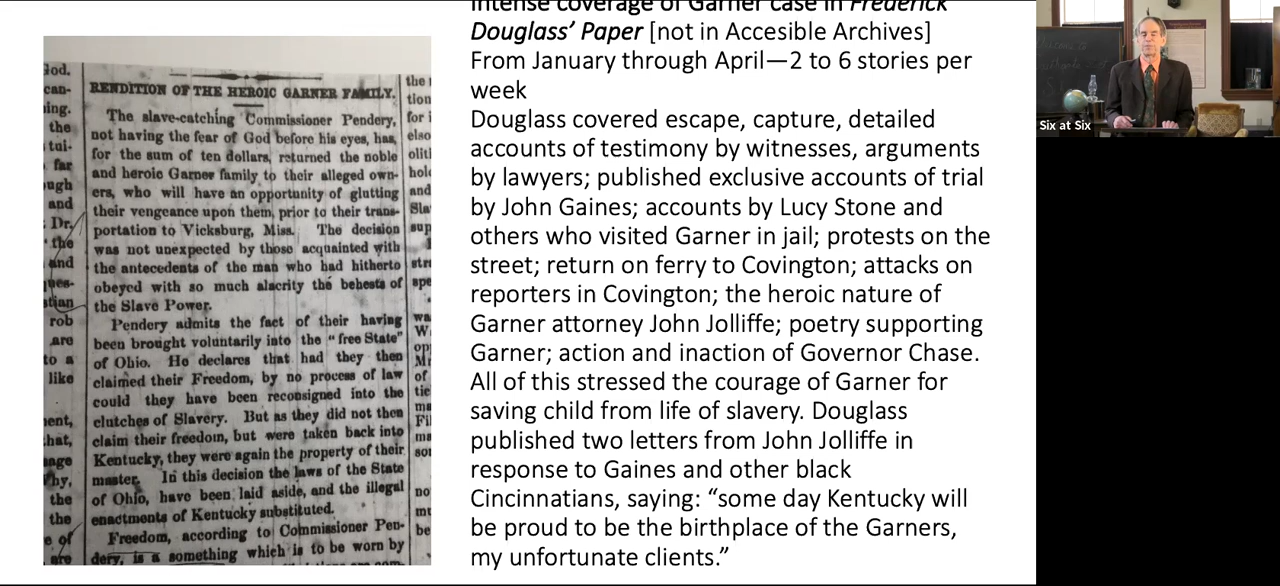 RENDITION OF THE HEROIC GARNER FAMILY.
The slave-catching Commissioner Pendery,
not having the fear of God before his eyes, has,
for the sum of ten dollars, returned the noble
and heroic Garner family to their alleged own-
ers, who will have an opportunity of glutting
their vengeance upon them, prior to their trans-
portation to Vicksburg, Miss. The decision
was not unexpected by those acquainted with
the antecedents of the man who had hitherto
obeyed with so much alacrity the behests of
the Slave Power.
Pendery admits the fact of their having
been brought voluntarily into the "free State"
of Ohio. He declares that had they then
claimed their Freedom, by no process of law
could they have been reconsigned into the
clutches of Slavery. But as they did not then
claim their freedom, but were taken back into
Kentucky, they were again the property of their
master. In this decision the laws of the State
of Ohio, have been laid aside, and the illegal
enactments of Kentucky substituted.
Freedom, according to Commissioner Pen-
dery, is a something which is to be worn by
Intense coverage of Garner case in Frederick
Douglass' Paper [not in Accesible Archives]
From January through April—2 to 6 stories per
week
Douglass covered escape, capture, detailed
accounts of testimony by witnesses, arguments
by lawyers; published exclusive accounts of trial
by John Gaines; accounts by Lucy Stone and
others who visited Garner in jail; protests on the
street; return on ferry to Covington; attacks on
reporters in Covington; the heroic nature of
Garner attorney John Jolliffe; poetry supporting
Garner; action and inaction of Governor Chase.
All of this stressed the courage of Garner for
saving child from life of slavery. Douglass
published two letters from John Jolliffe in
response to Gaines and other black
Cincinnatians, saying: “some day Kentucky will
be proud to be the birthplace of the Garners,
my unfortunate clients.”
Six at Six